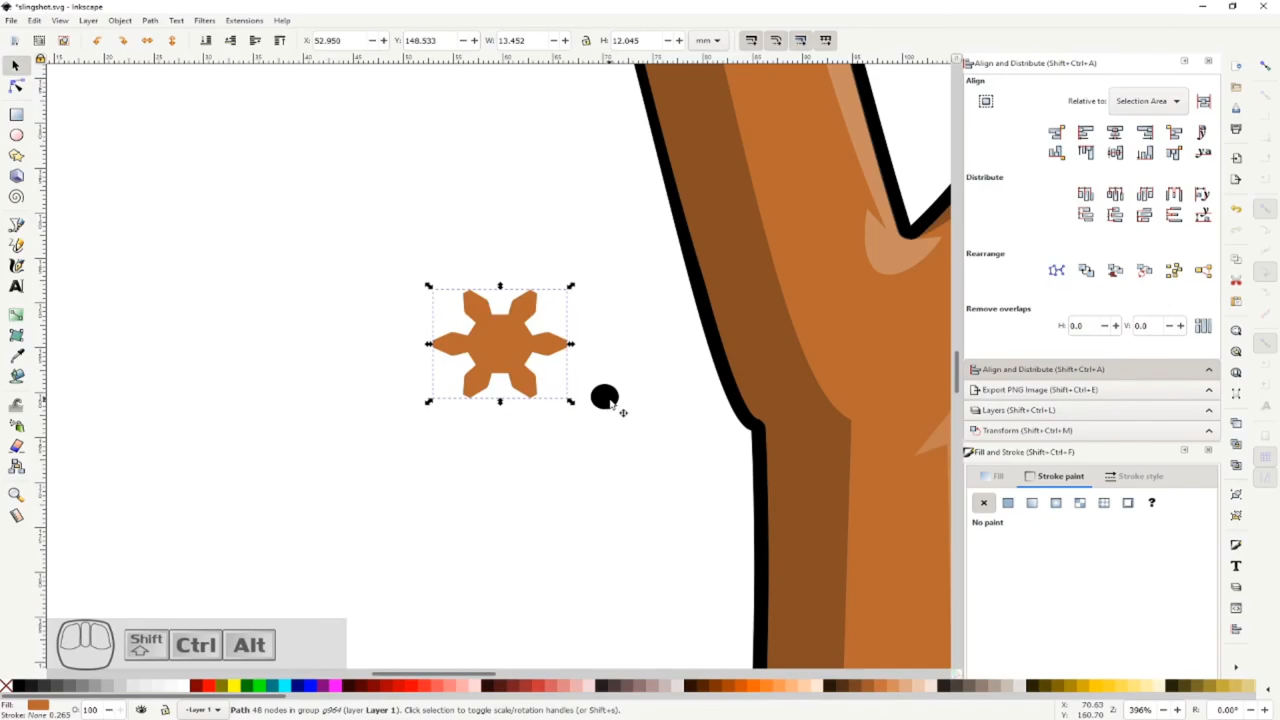 *slingshot.svg - Inkscape
File Edit View Layer Object Path Text Filters Extensions Help
X: 52.950 − + Y: 148.533 − + W: 13.452 − + H: 12.045 − + mm
Align and Distribute (Shift+Ctrl+A)
Align
Relative to: Selection Area
Distribute
Rearrange
Remove overlaps
H: 0.0 − + V: 0.0 − +
Align and Distribute (Shift+Ctrl+A)
Export PNG Image (Shift+Ctrl+E)
Layers (Shift+Ctrl+L)
Transform (Shift+Ctrl+M)
Fill and Stroke (Shift+Ctrl+F)
Fill Stroke paint Stroke style
No paint
Shift Ctrl Alt
Fill: O: 100 − + Layer 1 Path 48 nodes in group g964 (layer Layer 1). Click selection to toggle scale/rotation handles (or Shift+s). X: 70.63 Z: 396% − + R: 0.00° − +
Stroke: None 0.265 Y: 160.70